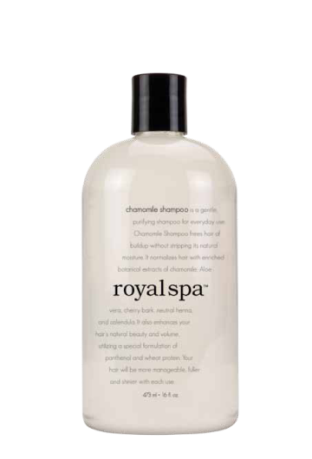 chamomile shampoo is a gentle,
purifying shampoo for everyday use.
Chamomile Shampoo frees hair of
buildup without stripping its natural
moisture. It normalizes hair with enriched
botanical extracts of chamomile, Aloe
royalspa™
vera, cherry bark, neutral henna,
and calendula. It also enhances your
hair's natural beauty and volume,
utilizing a special formulation of
panthenol and wheat protein. Your
hair will be more manageable, fuller
and sleeker with each use.
473 ml - 16 fl oz.